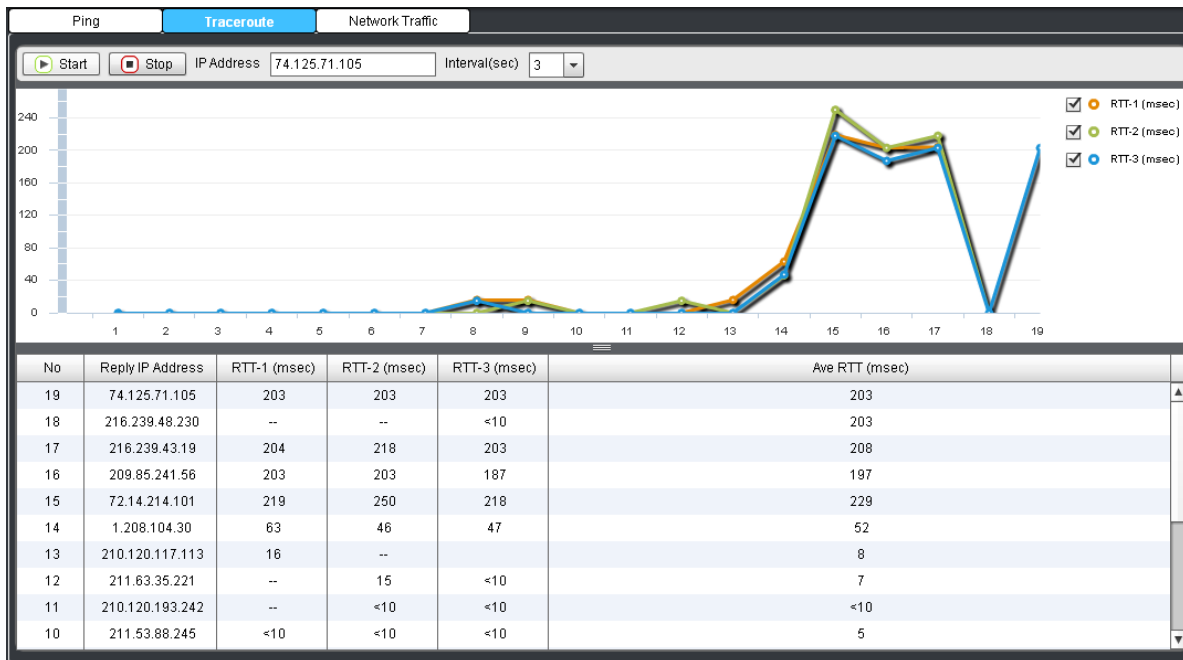 Ping Traceroute Network Traffic
Start Stop IP Address 74.125.71.105 Interval(sec) 3
240
200
160
120
80
40
0
1 2 3 4 5 6 7 8 9 10 11 12 13 14 15 16 17 18 19
RTT-1 (msec)
RTT-2 (msec)
RTT-3 (msec)
No Reply IP Address RTT-1 (msec) RTT-2 (msec) RTT-3 (msec) Ave RTT (msec)
19 74.125.71.105 203 203 203 203
18 216.239.48.230 -- -- <10 203
17 216.239.43.19 204 218 203 208
16 209.85.241.56 203 203 187 197
15 72.14.214.101 219 250 218 229
14 1.208.104.30 63 46 47 52
13 210.120.117.113 16 -- 8
12 211.63.35.221 -- 15 <10 7
11 210.120.193.242 -- <10 <10 <10
10 211.53.88.245 <10 <10 <10 5